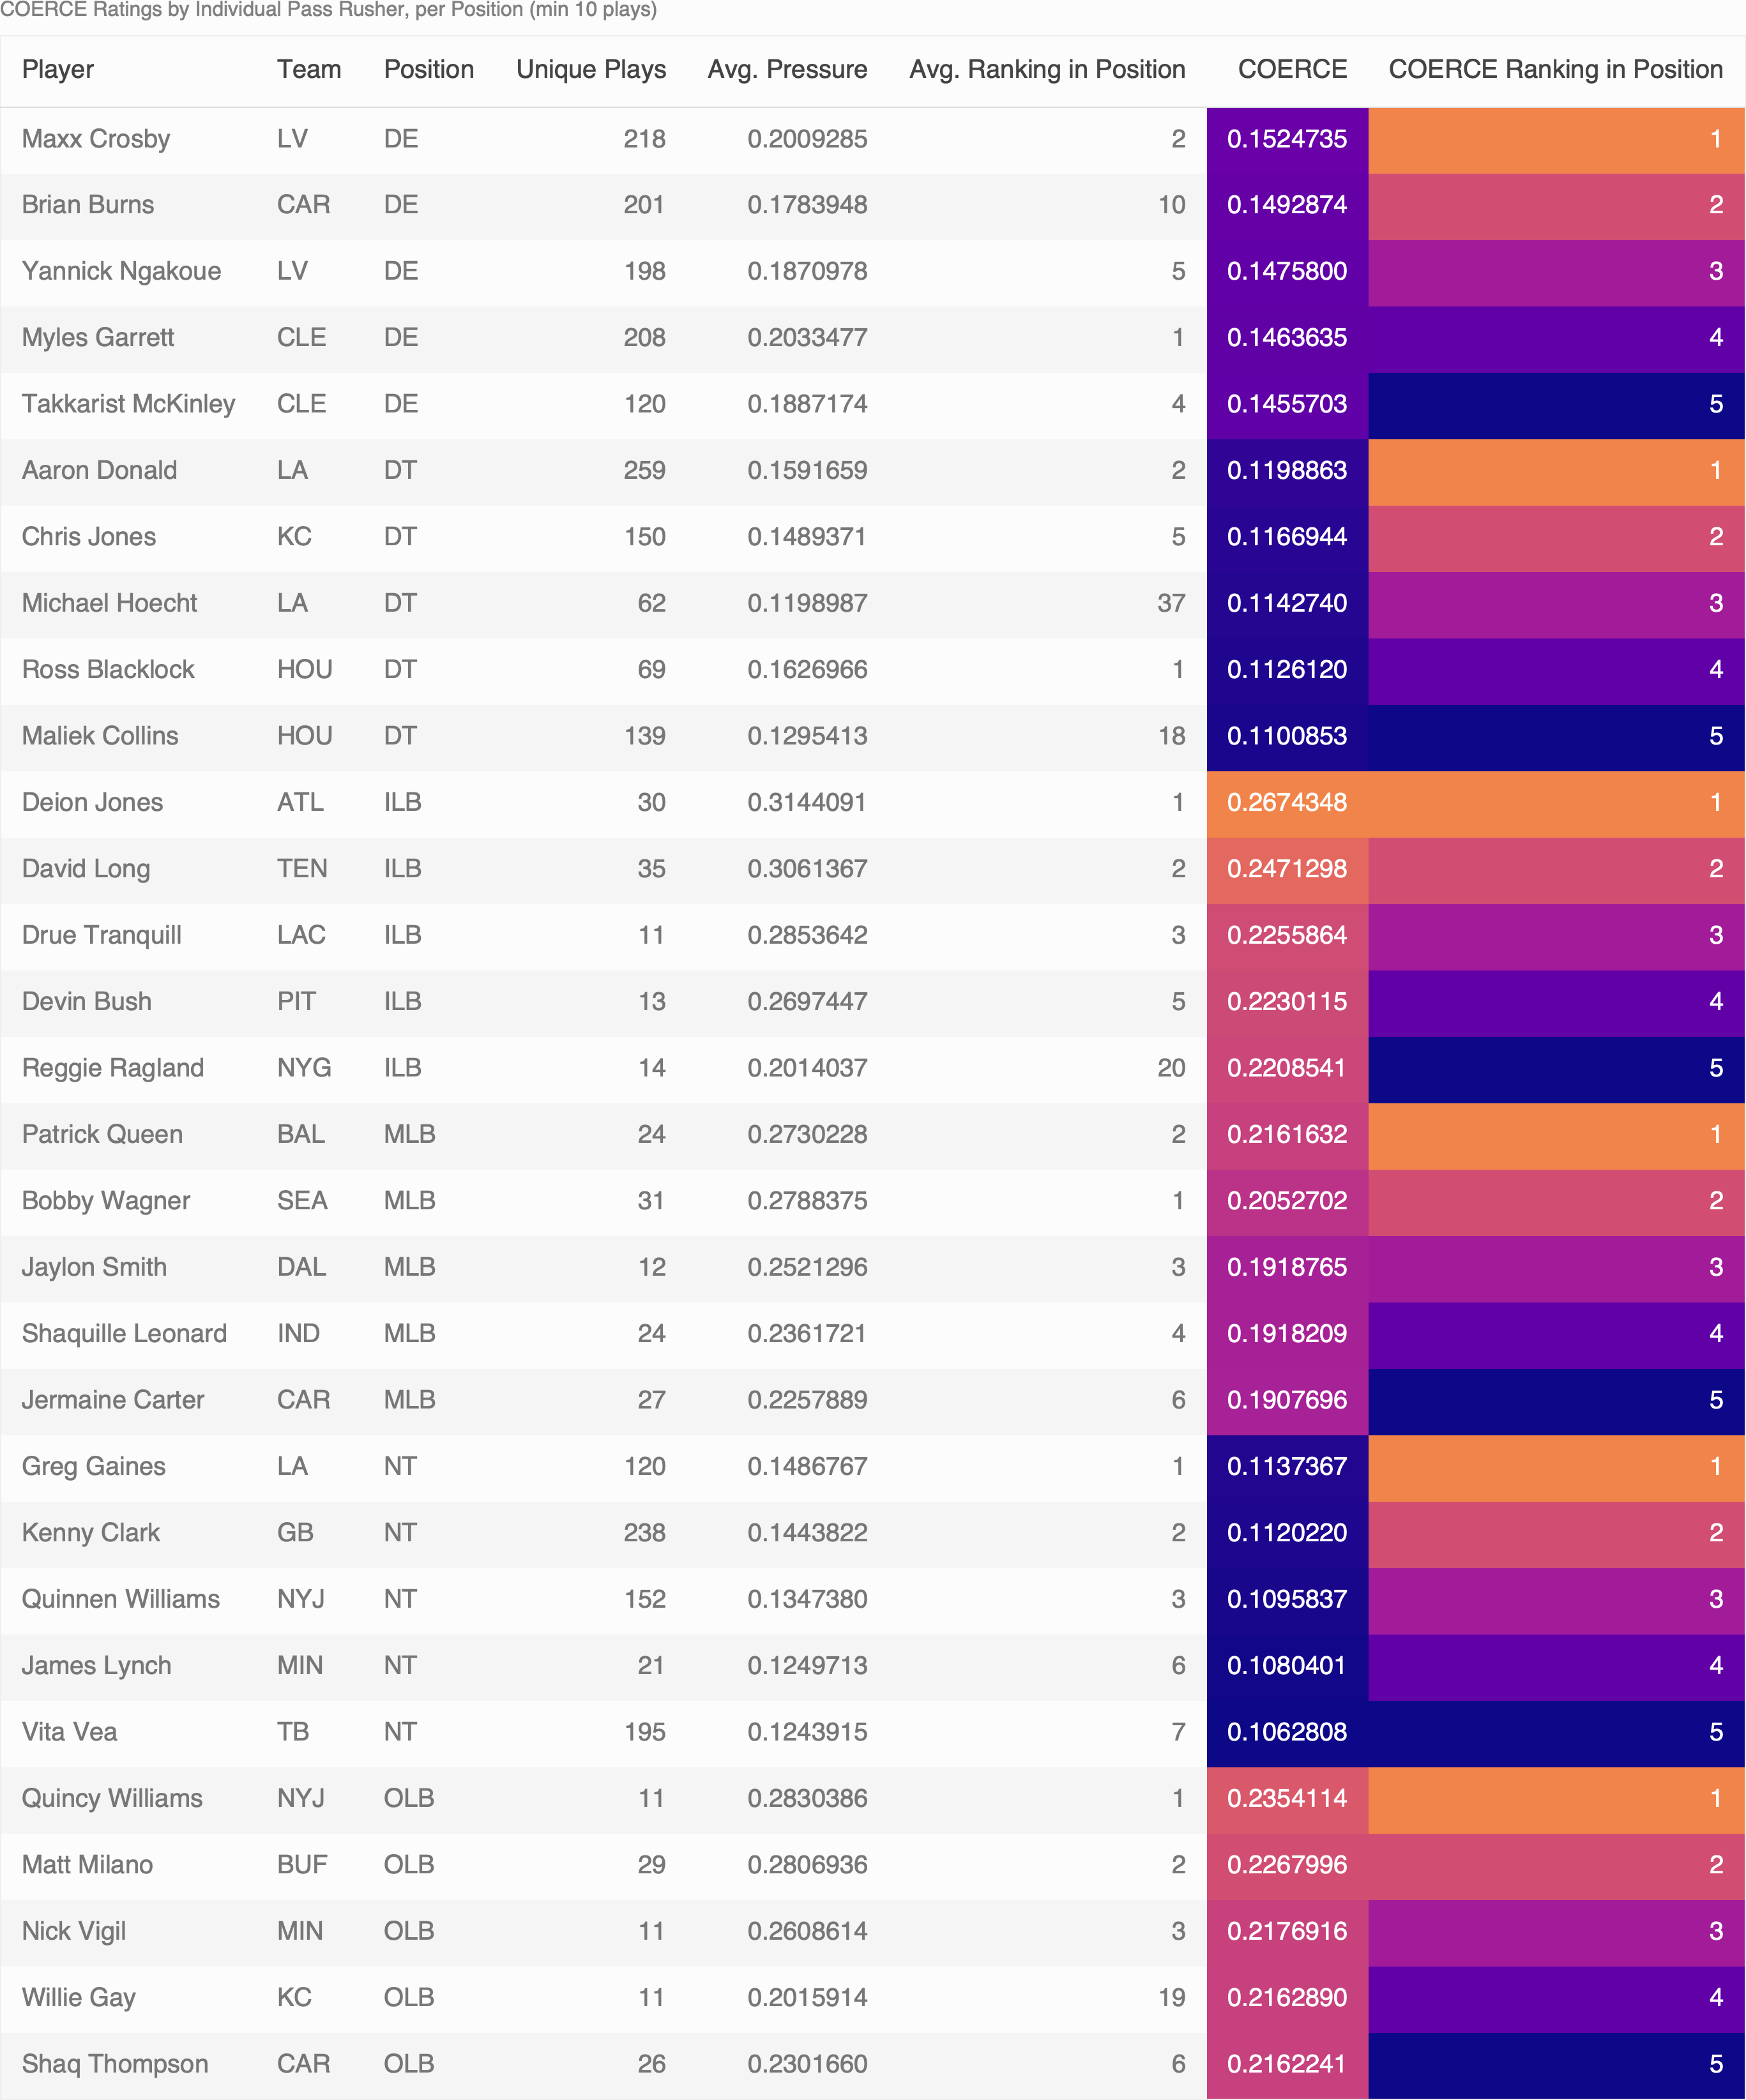 COERCE Ratings by Individual Pass Rusher, per Position (min 10 plays)
Player Team Position Unique Plays Avg. Pressure Avg. Ranking in Position COERCE COERCE Ranking in Position
Maxx Crosby LV DE 218 0.2009285 2 0.1524735 1
Brian Burns CAR DE 201 0.1783948 10 0.1492874 2
Yannick Ngakoue LV DE 198 0.1870978 5 0.1475800 3
Myles Garrett CLE DE 208 0.2033477 1 0.1463635 4
Takkarist McKinley CLE DE 120 0.1887174 4 0.1455703 5
Aaron Donald LA DT 259 0.1591659 2 0.1198863 1
Chris Jones KC DT 150 0.1489371 5 0.1166944 2
Michael Hoecht LA DT 62 0.1198987 37 0.1142740 3
Ross Blacklock HOU DT 69 0.1626966 1 0.1126120 4
Maliek Collins HOU DT 139 0.1295413 18 0.1100853 5
Deion Jones ATL ILB 30 0.3144091 1 0.2674348 1
David Long TEN ILB 35 0.3061367 2 0.2471298 2
Drue Tranquill LAC ILB 11 0.2853642 3 0.2255864 3
Devin Bush PIT ILB 13 0.2697447 5 0.2230115 4
Reggie Ragland NYG ILB 14 0.2014037 20 0.2208541 5
Patrick Queen BAL MLB 24 0.2730228 2 0.2161632 1
Bobby Wagner SEA MLB 31 0.2788375 1 0.2052702 2
Jaylon Smith DAL MLB 12 0.2521296 3 0.1918765 3
Shaquille Leonard IND MLB 24 0.2361721 4 0.1918209 4
Jermaine Carter CAR MLB 27 0.2257889 6 0.1907696 5
Greg Gaines LA NT 120 0.1486767 1 0.1137367 1
Kenny Clark GB NT 238 0.1443822 2 0.1120220 2
Quinnen Williams NYJ NT 152 0.1347380 3 0.1095837 3
James Lynch MIN NT 21 0.1249713 6 0.1080401 4
Vita Vea TB NT 195 0.1243915 7 0.1062808 5
Quincy Williams NYJ OLB 11 0.2830386 1 0.2354114 1
Matt Milano BUF OLB 29 0.2806936 2 0.2267996 2
Nick Vigil MIN OLB 11 0.2608614 3 0.2176916 3
Willie Gay KC OLB 11 0.2015914 19 0.2162890 4
Shaq Thompson CAR OLB 26 0.2301660 6 0.2162241 5